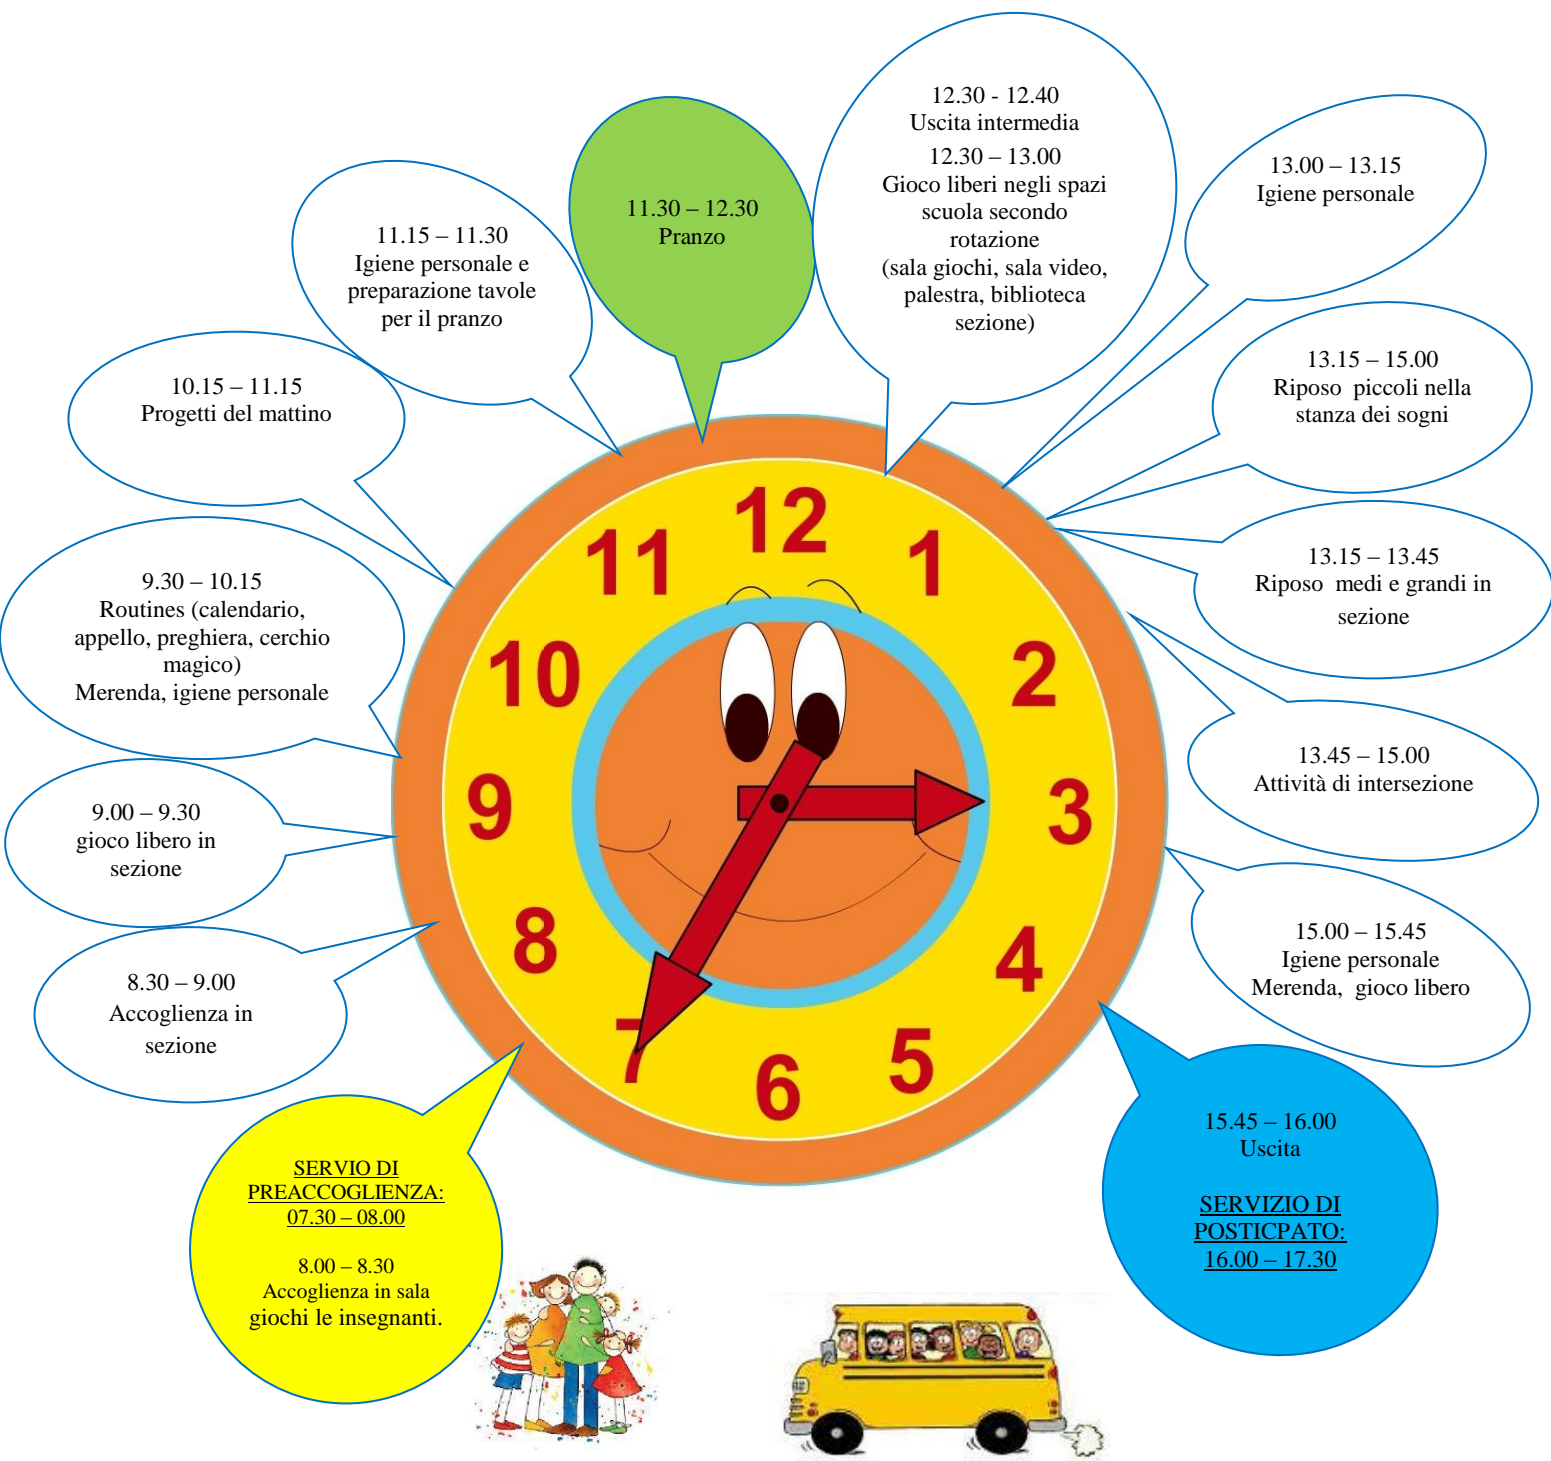 SERVIO DI
PREACCOGLIENZA:
07.30 – 08.00
8.00 – 8.30
Accoglienza in sala
giochi le insegnanti.
8.30 – 9.00
Accoglienza in
sezione
9.00 – 9.30
gioco libero in
sezione
9.30 – 10.15
Routines (calendario,
appello, preghiera, cerchio
magico)
Merenda, igiene personale
10.15 – 11.15
Progetti del mattino
11.15 – 11.30
Igiene personale e
preparazione tavole
per il pranzo
11.30 – 12.30
Pranzo
12.30 - 12.40
Uscita intermedia
12.30 – 13.00
Gioco liberi negli spazi
scuola secondo
rotazione
(sala giochi, sala video,
palestra, biblioteca
sezione)
13.00 – 13.15
Igiene personale
13.15 – 15.00
Riposo  piccoli nella
stanza dei sogni
13.15 – 13.45
Riposo  medi e grandi in
sezione
13.45 – 15.00
Attività di intersezione
15.00 – 15.45
Igiene personale
Merenda,  gioco libero
15.45 – 16.00
Uscita
SERVIZIO DI
POSTICPATO:
16.00 – 17.30
12
1
2
3
4
5
6
7
8
9
10
11